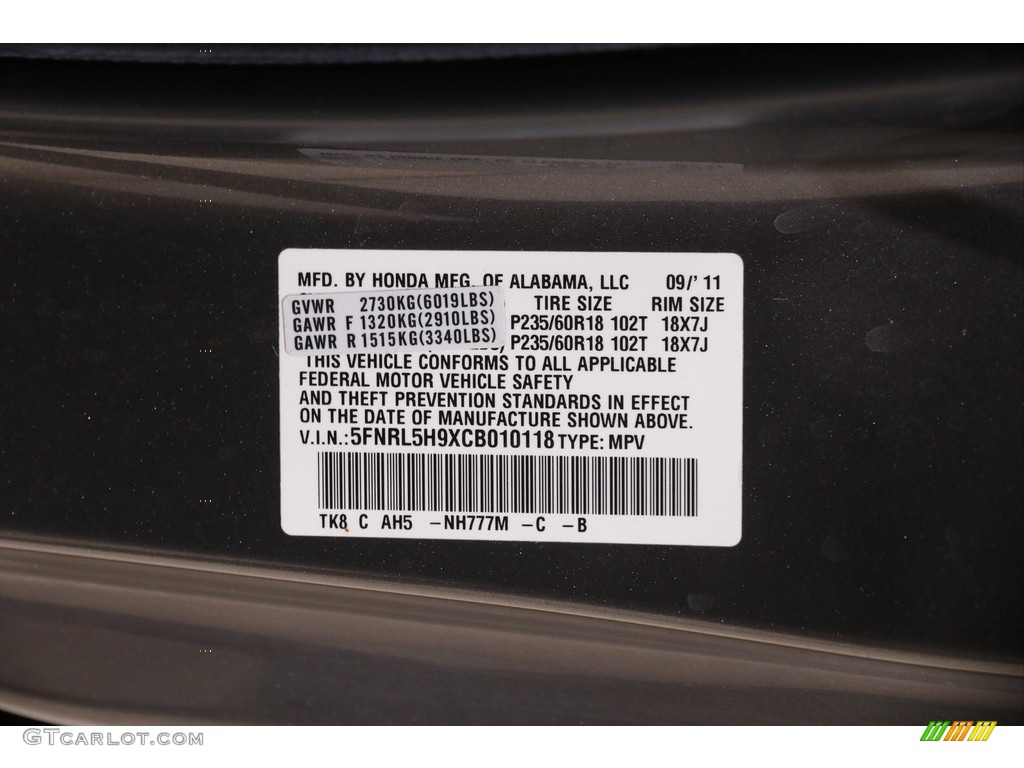 MFD. BY HONDA MFG. OF ALABAMA, LLC 09/'11
GVWR 2730KG(6019LBS) TIRE SIZE RIM SIZE
GAWR F 1320KG(2910LBS) P235/60R18 102T 18X7J
GAWR R 1515KG(3340LBS) P235/60R18 102T 18X7J
THIS VEHICLE CONFORMS TO ALL APPLICABLE
FEDERAL MOTOR VEHICLE SAFETY
AND THEFT PREVENTION STANDARDS IN EFFECT
ON THE DATE OF MANUFACTURE SHOWN ABOVE.
V.I.N.:5FNRL5H9XCB010118 TYPE: MPV
TK8 C AH5 -NH777M -C -B
GTCARLOT.COM